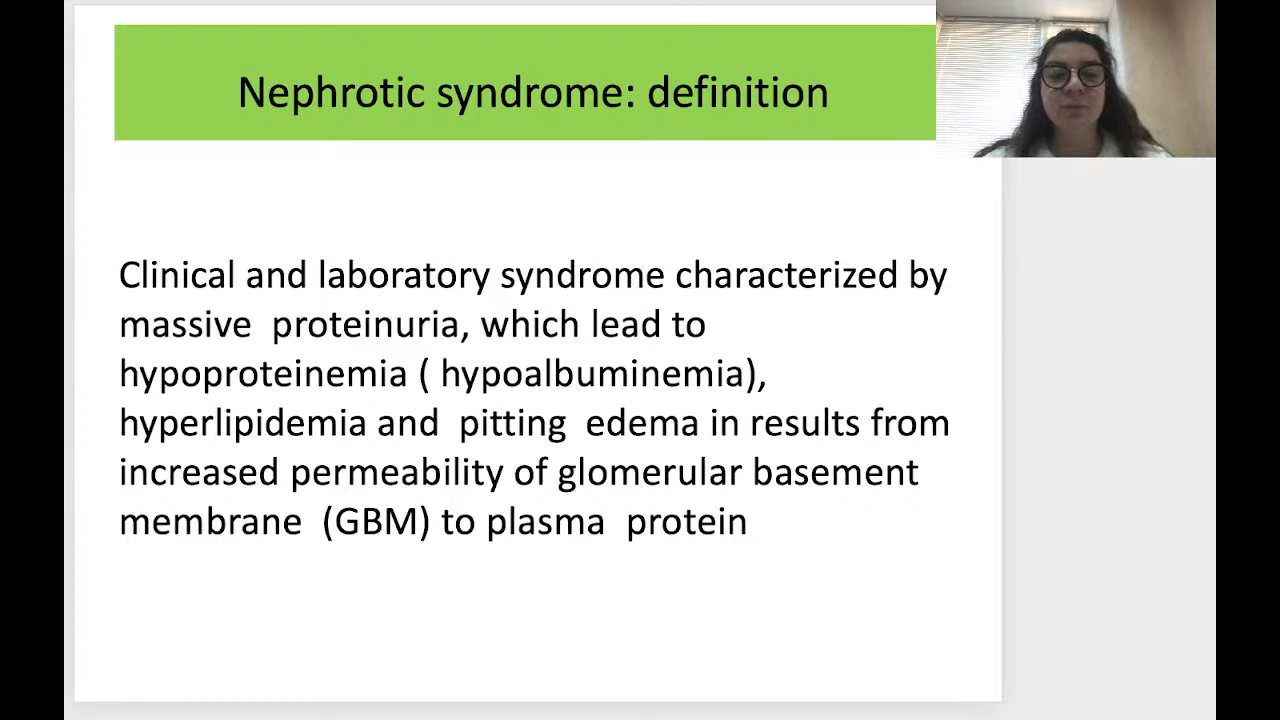 Nephrotic syndrome: definition
Clinical and laboratory syndrome characterized by
massive proteinuria, which lead to
hypoproteinemia ( hypoalbuminemia),
hyperlipidemia and pitting edema in results from
increased permeability of glomerular basement
membrane (GBM) to plasma protein